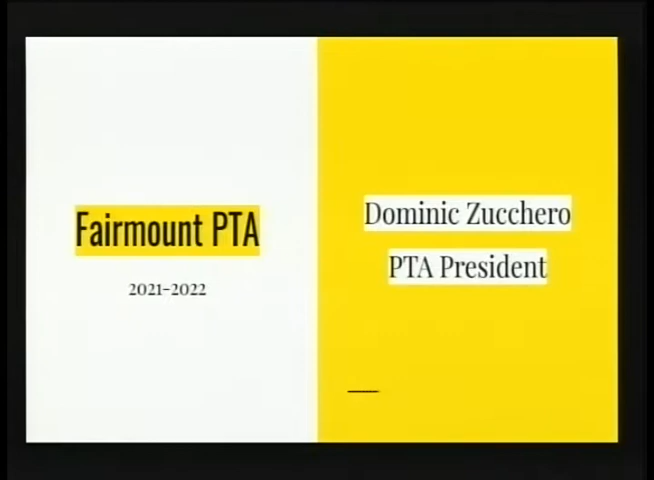 Fairmount PTA
2021-2022
Dominic Zucchero
PTA President